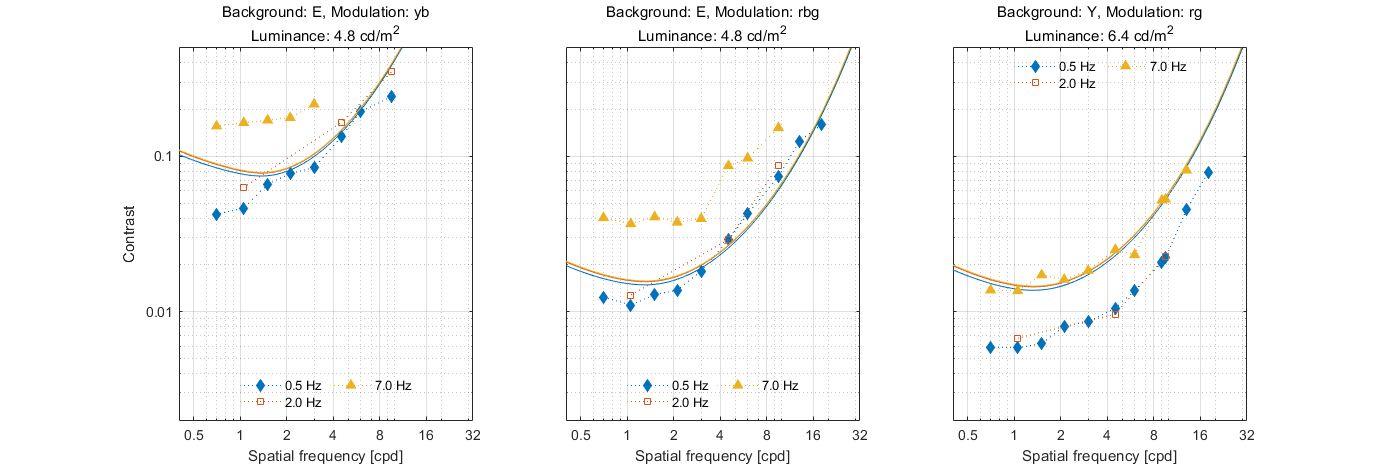 Background: E, Modulation: yb
Luminance: 4.8 cd/m2
Contrast
0.1
0.01
0.5 Hz
7.0 Hz
2.0 Hz
0.5 1 2 4 8 16 32
Spatial frequency [cpd]
Background: E, Modulation: rbg
Luminance: 4.8 cd/m2
0.5 Hz
7.0 Hz
2.0 Hz
0.5 1 2 4 8 16 32
Spatial frequency [cpd]
Background: Y, Modulation: rg
Luminance: 6.4 cd/m2
0.5 Hz
7.0 Hz
2.0 Hz
0.5 1 2 4 8 16 32
Spatial frequency [cpd]